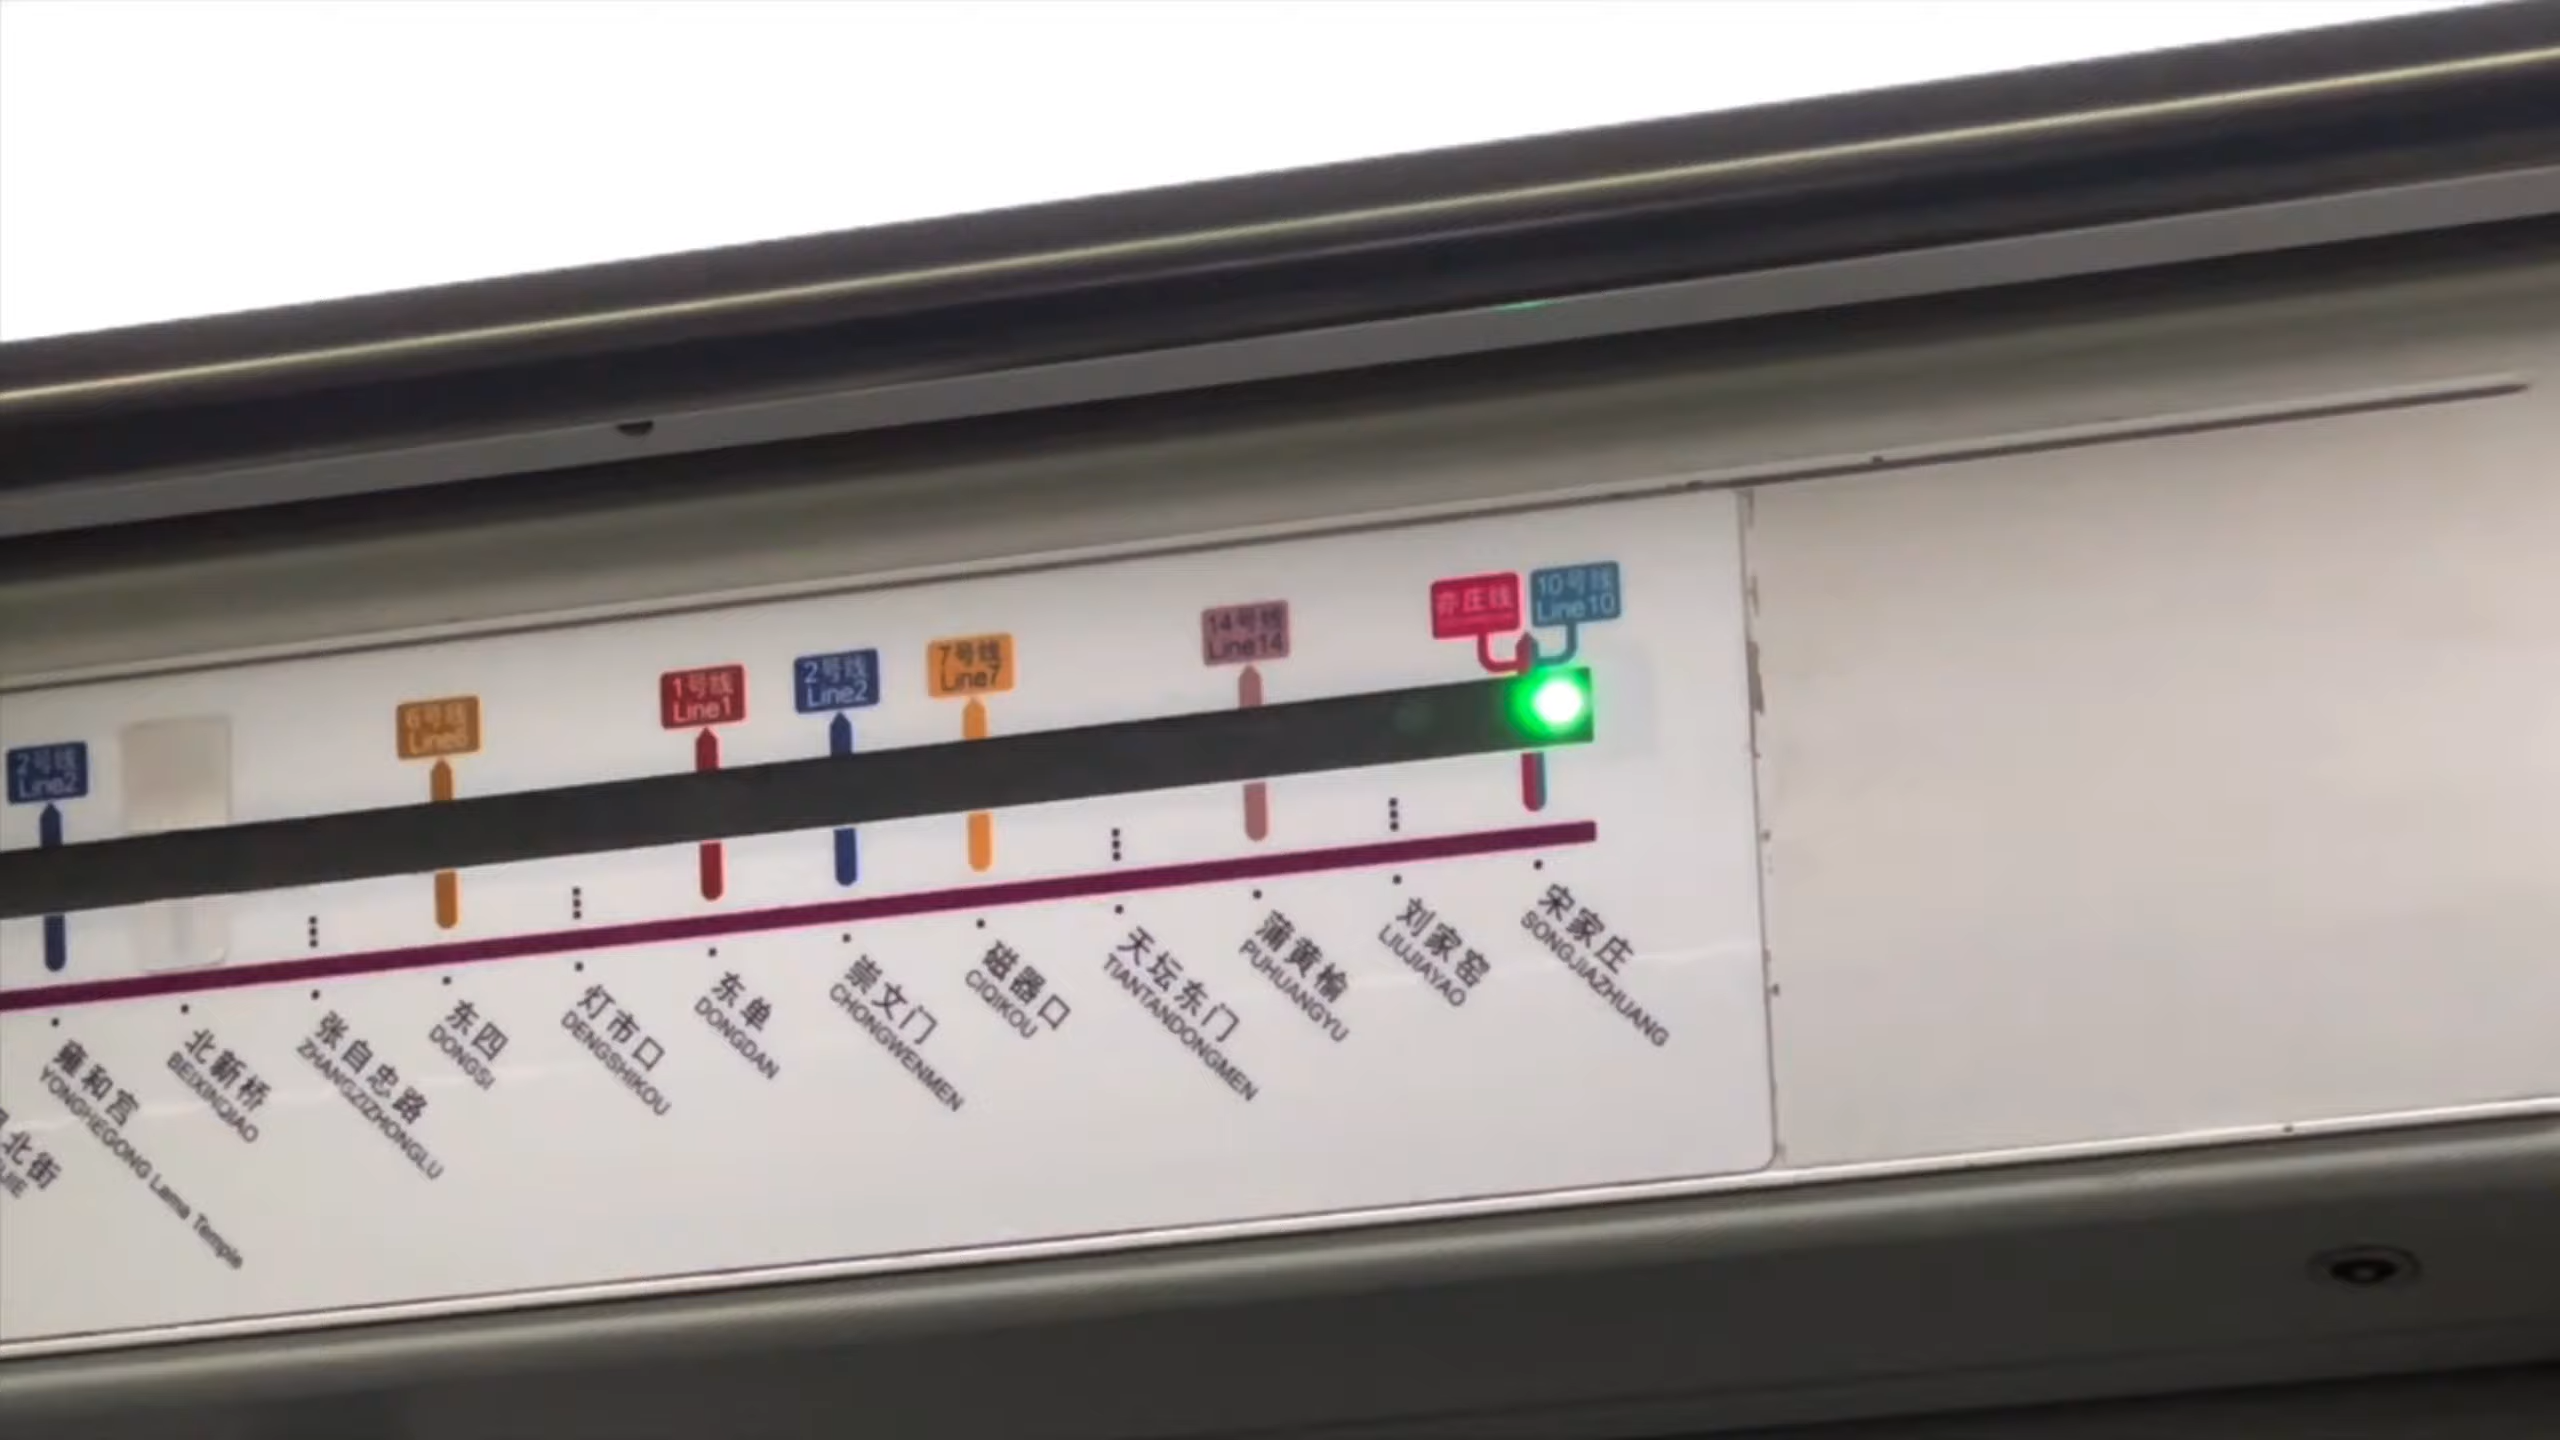 2号线
Line2
6号线
Line6
1号线
Line1
2号线
Line2
7号线
Line7
14号线
Line14
亦庄线
10号线
Line10
北街
雍和宫
YONGHEGONG Lama Temple
北新桥
BEIXINQIAO
张自忠路
ZHANGZIZHONGLU
东四
DONGSI
灯市口
DENGSHIKOU
东单
DONGDAN
崇文门
CHONGWENMEN
磁器口
CIQIKOU
天坛东门
TIANTANDONGMEN
蒲黄榆
PUHUANGYU
刘家窑
LIUJIAYAO
宋家庄
SONGJIAZHUANG